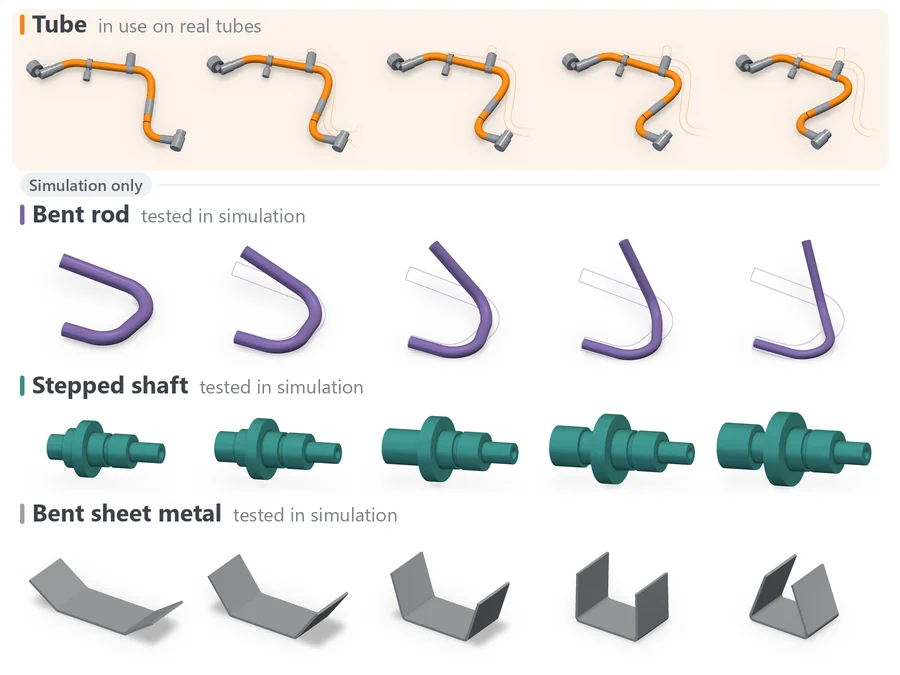 Tube in use on real tubes
Simulation only
Bent rod tested in simulation
Stepped shaft tested in simulation
Bent sheet metal tested in simulation